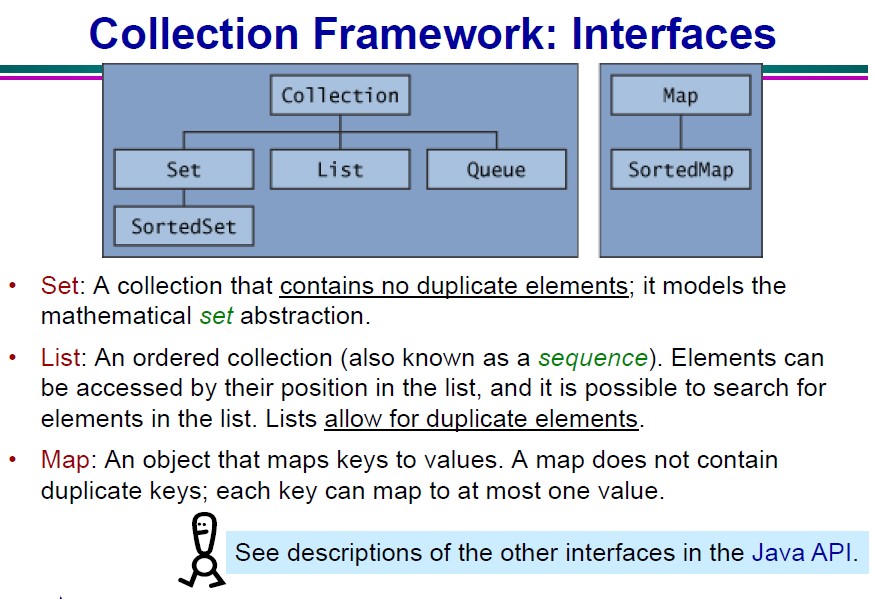 Collection Framework: Interfaces
Collection
Map
Set
List
Queue
SortedMap
SortedSet
• Set: A collection that contains no duplicate elements; it models the
mathematical set abstraction.
• List: An ordered collection (also known as a sequence). Elements can
be accessed by their position in the list, and it is possible to search for
elements in the list. Lists allow for duplicate elements.
• Map: An object that maps keys to values. A map does not contain
duplicate keys; each key can map to at most one value.
See descriptions of the other interfaces in the Java API.